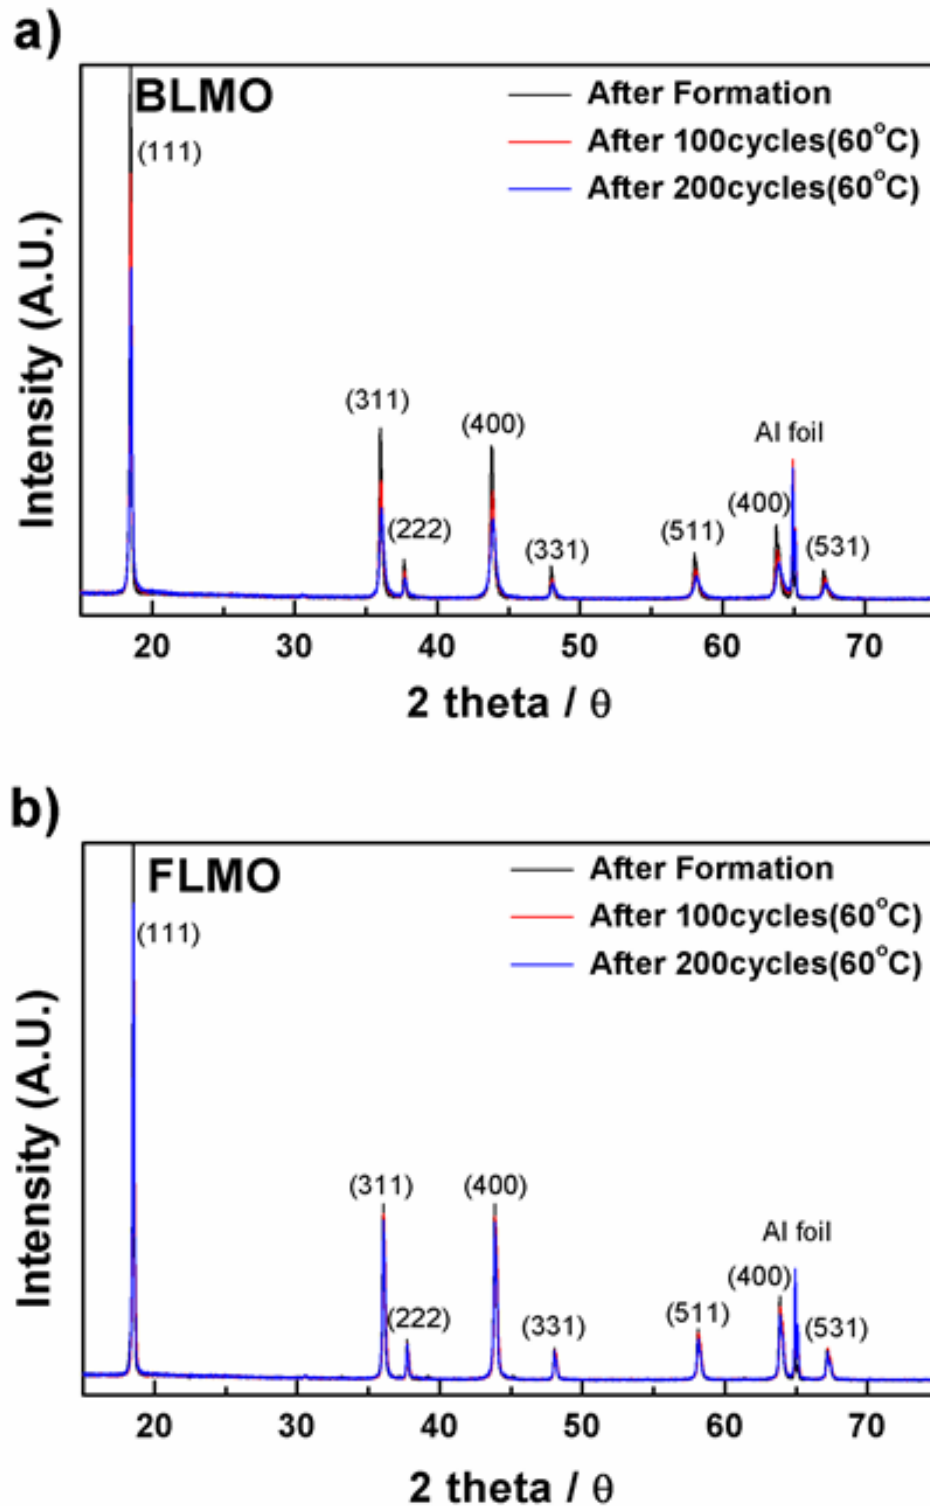 a)
BLMO
After Formation
After 100cycles(60°C)
After 200cycles(60°C)
(111)
(311)
(222)
(400)
(331)
(511)
(400)
Al foil
(531)
Intensity (A.U.)
20 30 40 50 60 70
2 theta / θ
b)
FLMO
After Formation
After 100cycles(60°C)
After 200cycles(60°C)
(111)
(311)
(222)
(400)
(331)
(511)
(400)
Al foil
(531)
Intensity (A.U.)
20 30 40 50 60 70
2 theta / θ